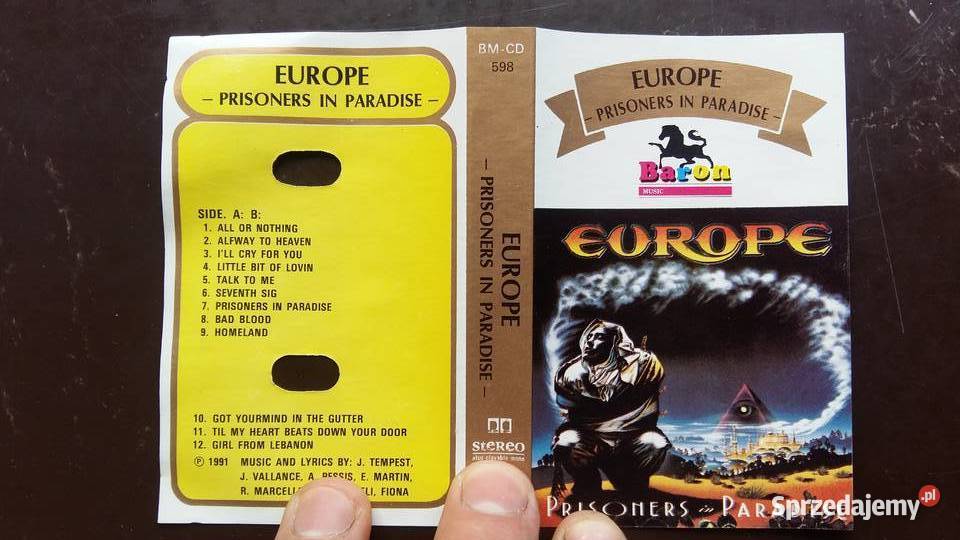 EUROPE
– PRISONERS IN PARADISE –
SIDE. A: B:
1. ALL OR NOTHING
2. ALFWAY TO HEAVEN
3. I'LL CRY FOR YOU
4. LITTLE BIT OF LOVIN
5. TALK TO ME
6. SEVENTH SIG
7. PRISONERS IN PARADISE
8. BAD BLOOD
9. HOMELAND
10. GOT YOURMIND IN THE GUTTER
11. TIL MY HEART BEATS DOWN YOUR DOOR
12. GIRL FROM LEBANON
Ⓟ 1991 MUSIC AND LYRICS BY: J. TEMPEST,
J. VALLANCE, A. E. MARTIN,
R. FIONA
BM-CD
598
EUROPE
– PRISONERS IN PARADISE –
stereo
also playable mono
EUROPE
– PRISONERS IN PARADISE –
Baron
MUSIC
EUROPE
PRISONERS in
Sprzedajemy.pl